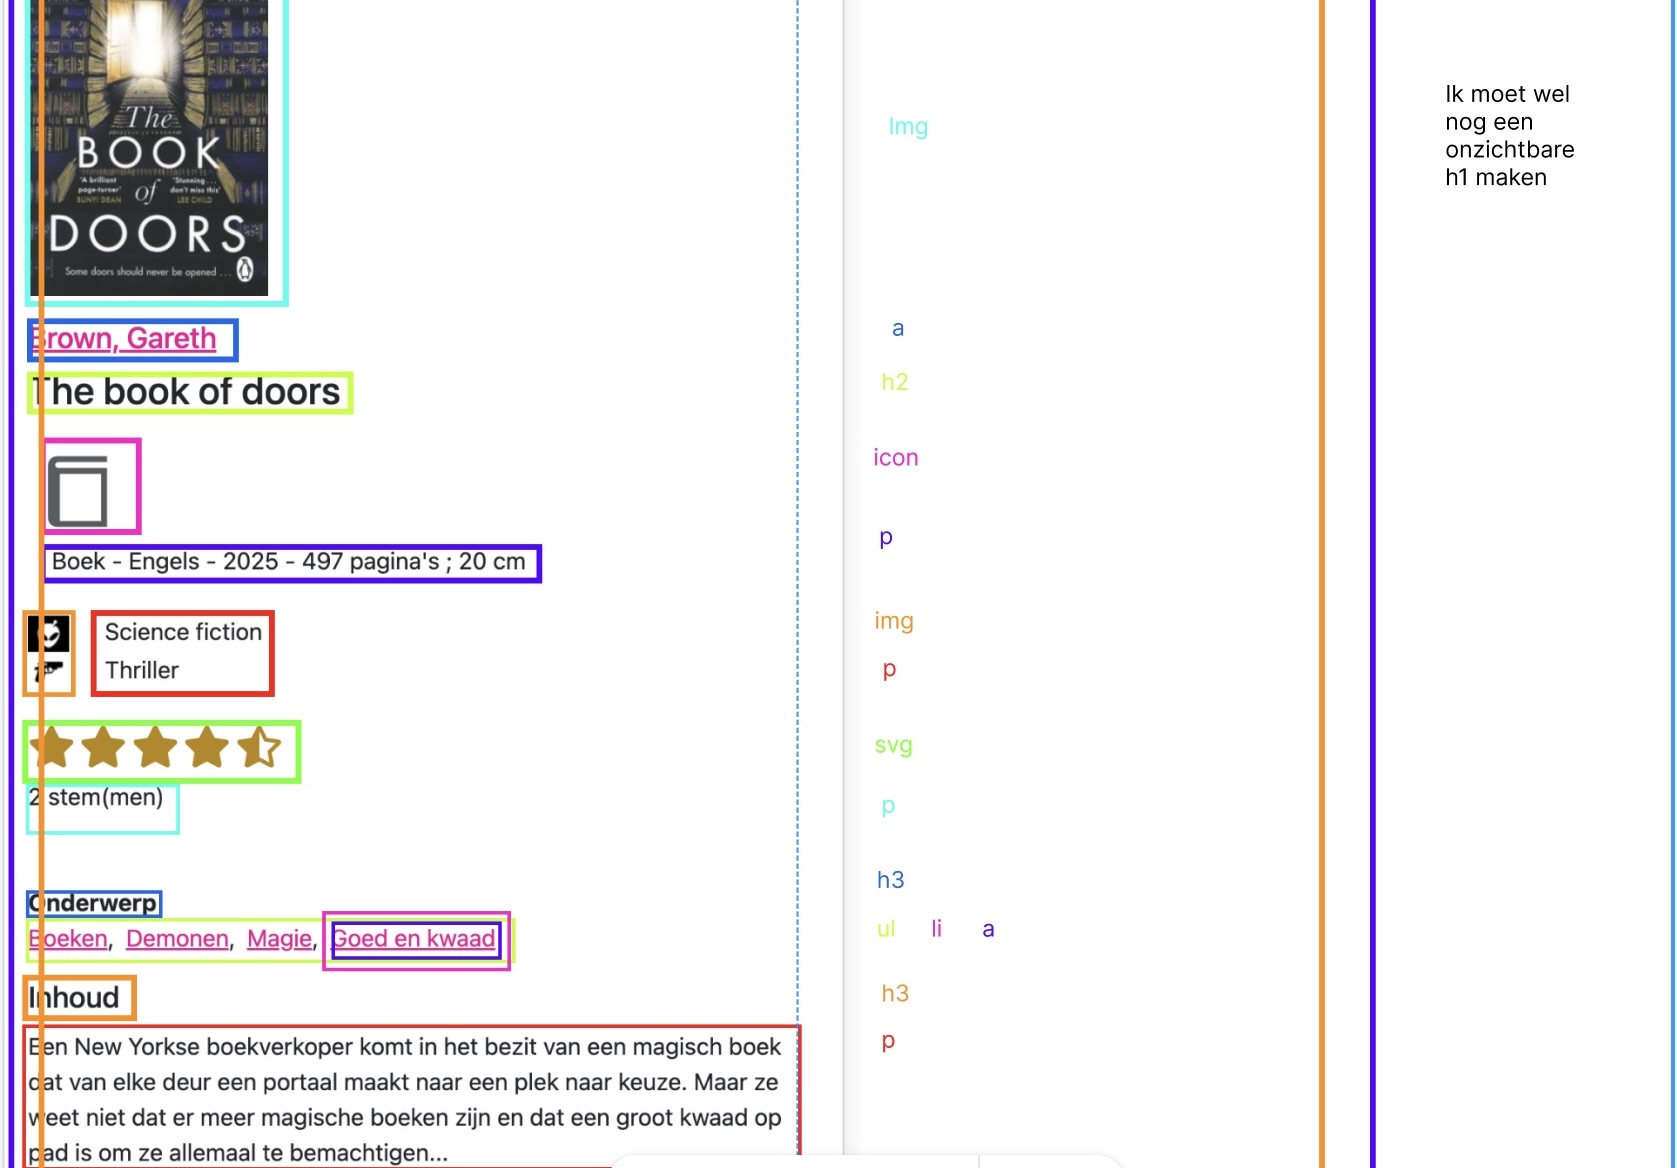 The
BOOK
'A brilliant page-turner' SUNYI DEAN
of
'Stunning... don't miss this' LEE CHILD
DOORS
Some doors should never be opened ...
Img
Ik moet wel
nog een
onzichtbare
h1 maken
Brown, Gareth
a
The book of doors
h2
icon
Boek - Engels - 2025 - 497 pagina's ; 20 cm
p
Science fiction
img
Thriller
p
svg
2 stem(men)
p
Onderwerp
h3
Boeken, Demonen, Magie, Goed en kwaad
ul li a
Inhoud
h3
Een New Yorkse boekverkoper komt in het bezit van een magisch boek
dat van elke deur een portaal maakt naar een plek naar keuze. Maar ze
weet niet dat er meer magische boeken zijn en dat een groot kwaad op
pad is om ze allemaal te bemachtigen...
p